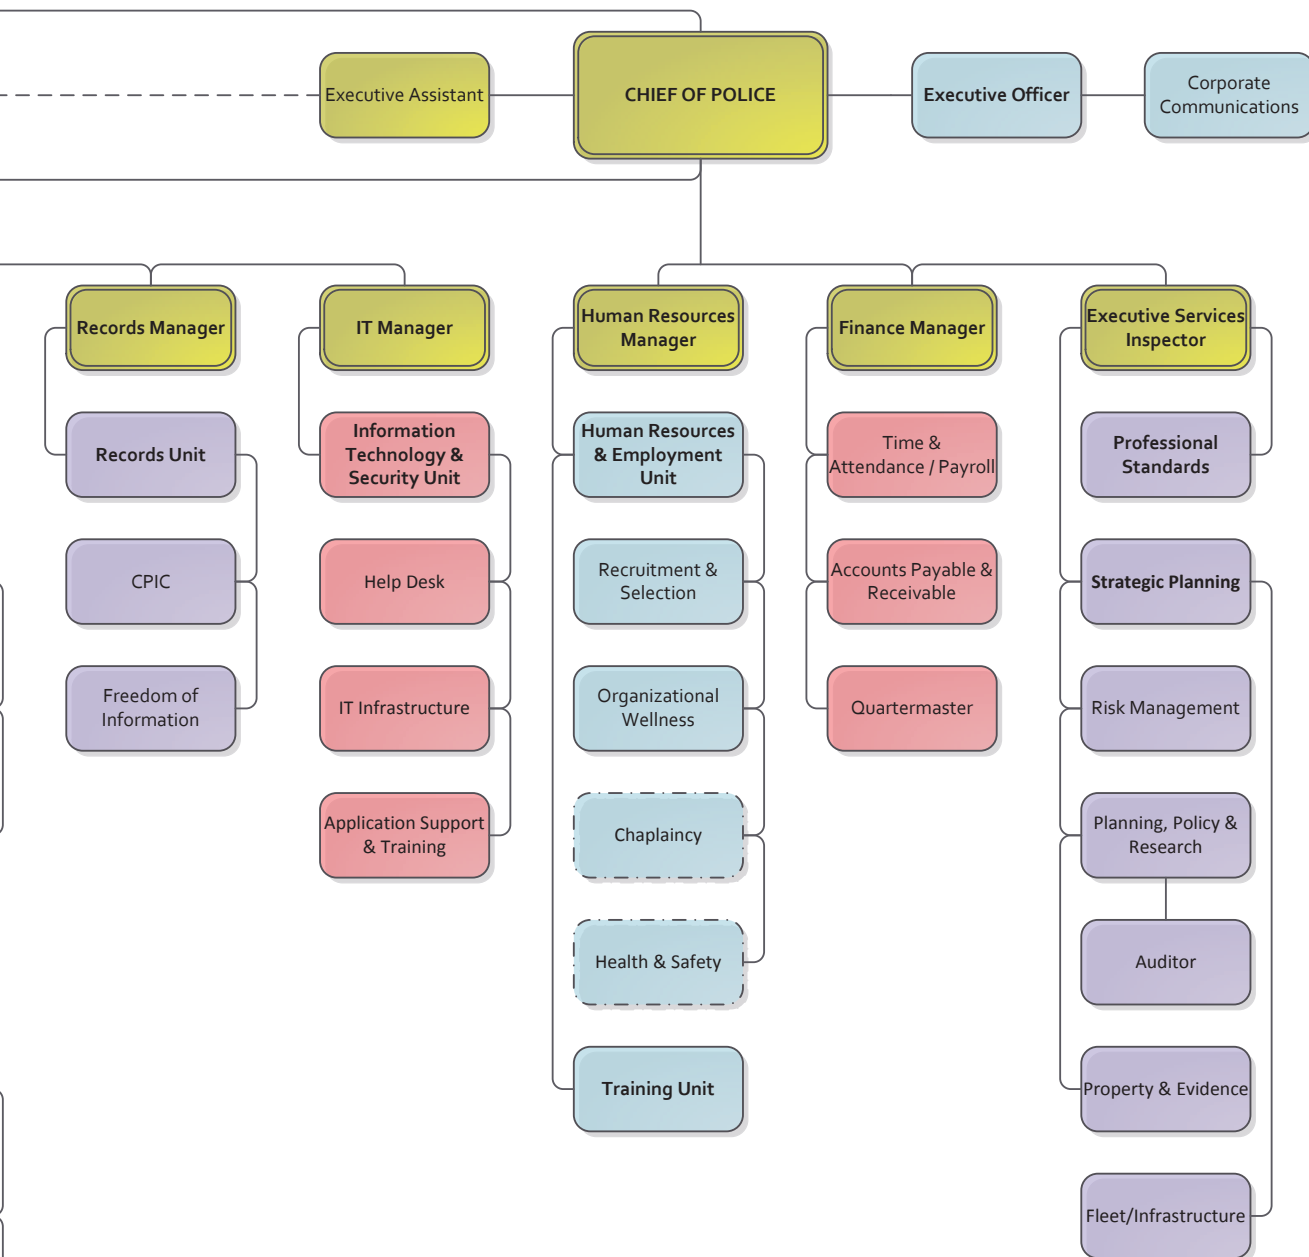 Executive Assistant
CHIEF OF POLICE
Executive Officer
Corporate
Communications
Records Manager
IT Manager
Human Resources
Manager
Finance Manager
Executive Services
Inspector
Records Unit
Information
Technology &
Security Unit
Human Resources
& Employment
Unit
Time &
Attendance / Payroll
Professional
Standards
CPIC
Help Desk
Recruitment &
Selection
Accounts Payable &
Receivable
Strategic Planning
Freedom of
Information
IT Infrastructure
Organizational
Wellness
Quartermaster
Risk Management
Application Support
& Training
Chaplaincy
Planning, Policy &
Research
Health & Safety
Auditor
Training Unit
Property & Evidence
Fleet/Infrastructure